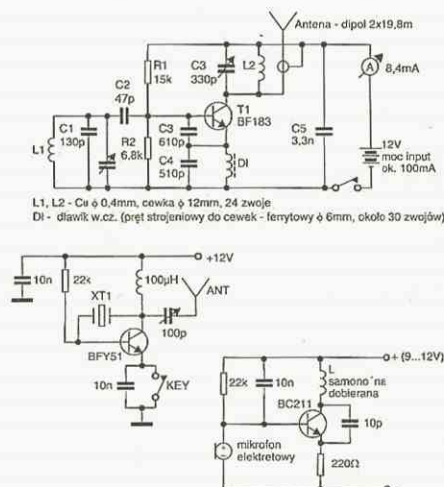 Antena - dipol 2x19,8m
R1
15k
C3
330p
L2
A
8,4mA
C2
47p
T1
BF183
C1
130p
L1
R2
6,8k
C3
610p
C4
510p
Dł
C5
3,3n
12V
moc input
ok. 100mA
L1, L2 - Cu ϕ 0,4mm, cewka ϕ 12mm, 24 zwoje
Dł - dławik w.cz. (pręt strojeniowy do cewek - ferrytowy ϕ 6mm, około 30 zwojów)
+12V
10n
22k
100µH
ANT
XT1
100p
BFY51
10n
KEY
+ (9...12V)
22k
10n
L
samono´na
dobierana
BC211
10p
mikrofon
elektretowy
220Ω